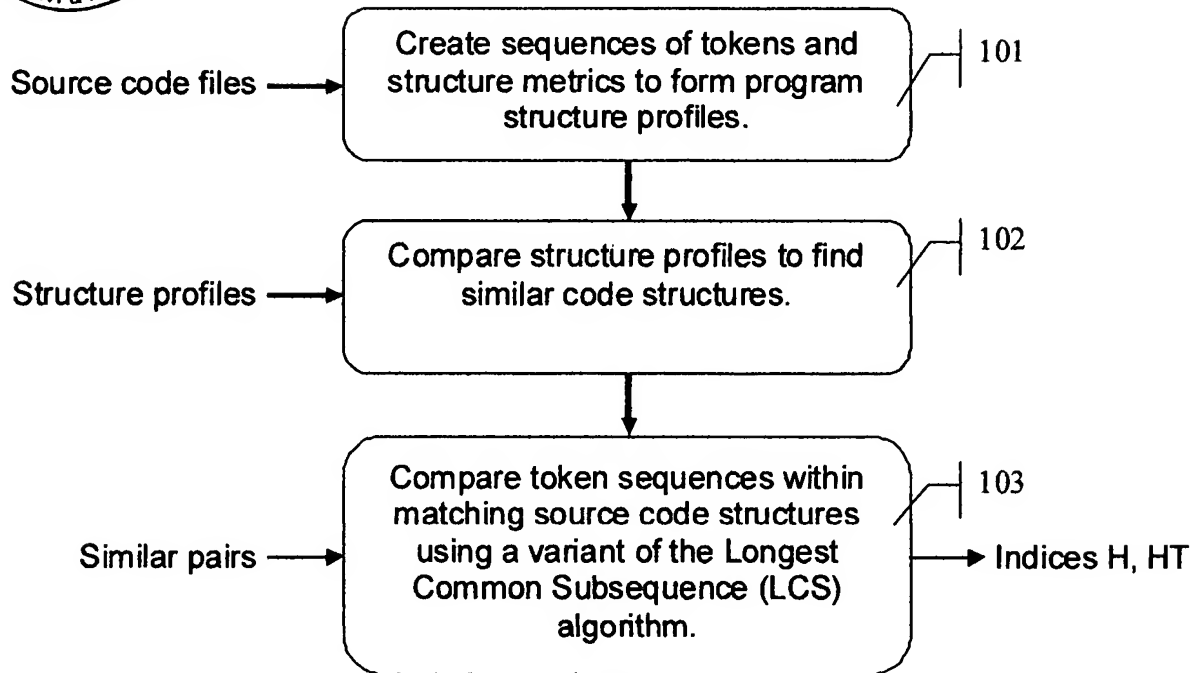 Create sequences of tokens and
structure metrics to form program
structure profiles.
101
Source code files
Compare structure profiles to find
similar code structures.
102
Structure profiles
Compare token sequences within
matching source code structures
using a variant of the Longest
Common Subsequence (LCS)
algorithm.
103
Similar pairs
Indices H, HT